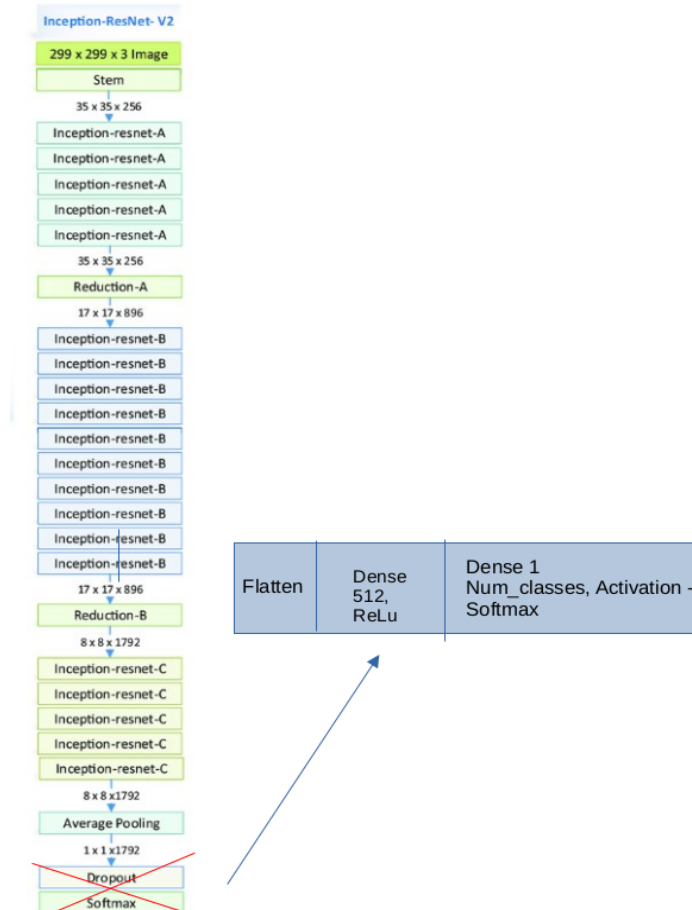 Inception-ResNet- V2
299 x 299 x 3 Image
Stem
35 x 35 x 256
Inception-resnet-A
Inception-resnet-A
Inception-resnet-A
Inception-resnet-A
Inception-resnet-A
35 x 35 x 256
Reduction-A
17 x 17 x 896
Inception-resnet-B
Inception-resnet-B
Inception-resnet-B
Inception-resnet-B
Inception-resnet-B
Inception-resnet-B
Inception-resnet-B
Inception-resnet-B
Inception-resnet-B
Inception-resnet-B
17 x 17 x 896
Reduction-B
8 x 8 x 1792
Inception-resnet-C
Inception-resnet-C
Inception-resnet-C
Inception-resnet-C
Inception-resnet-C
8 x 8 x1792
Average Pooling
1 x 1 x1792
Dropout
Softmax
Flatten
Dense
512,
ReLu
Dense 1
Num_classes, Activation -
Softmax